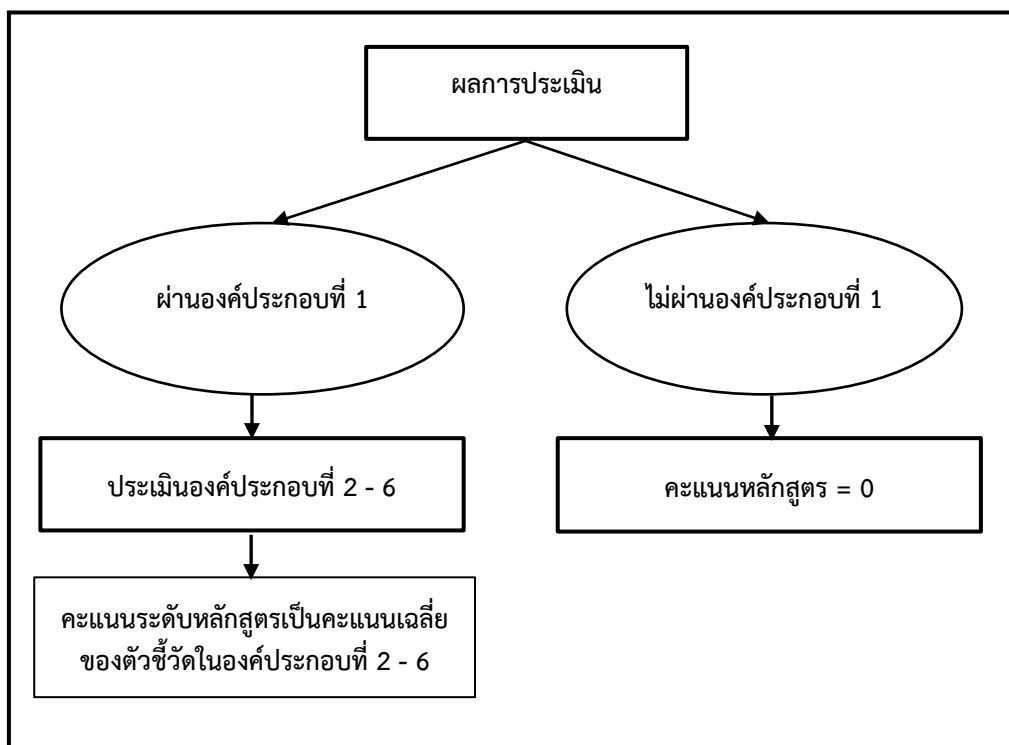 ผลการประเมิน
ผ่านองค์ประกอบที่ 1
ไม่ผ่านองค์ประกอบที่ 1
ประเมินองค์ประกอบที่ 2 - 6
คะแนนหลักสูตร = 0
คะแนนระดับหลักสูตรเป็นคะแนนเฉลี่ย
ของตัวชี้วัดในองค์ประกอบที่ 2 - 6